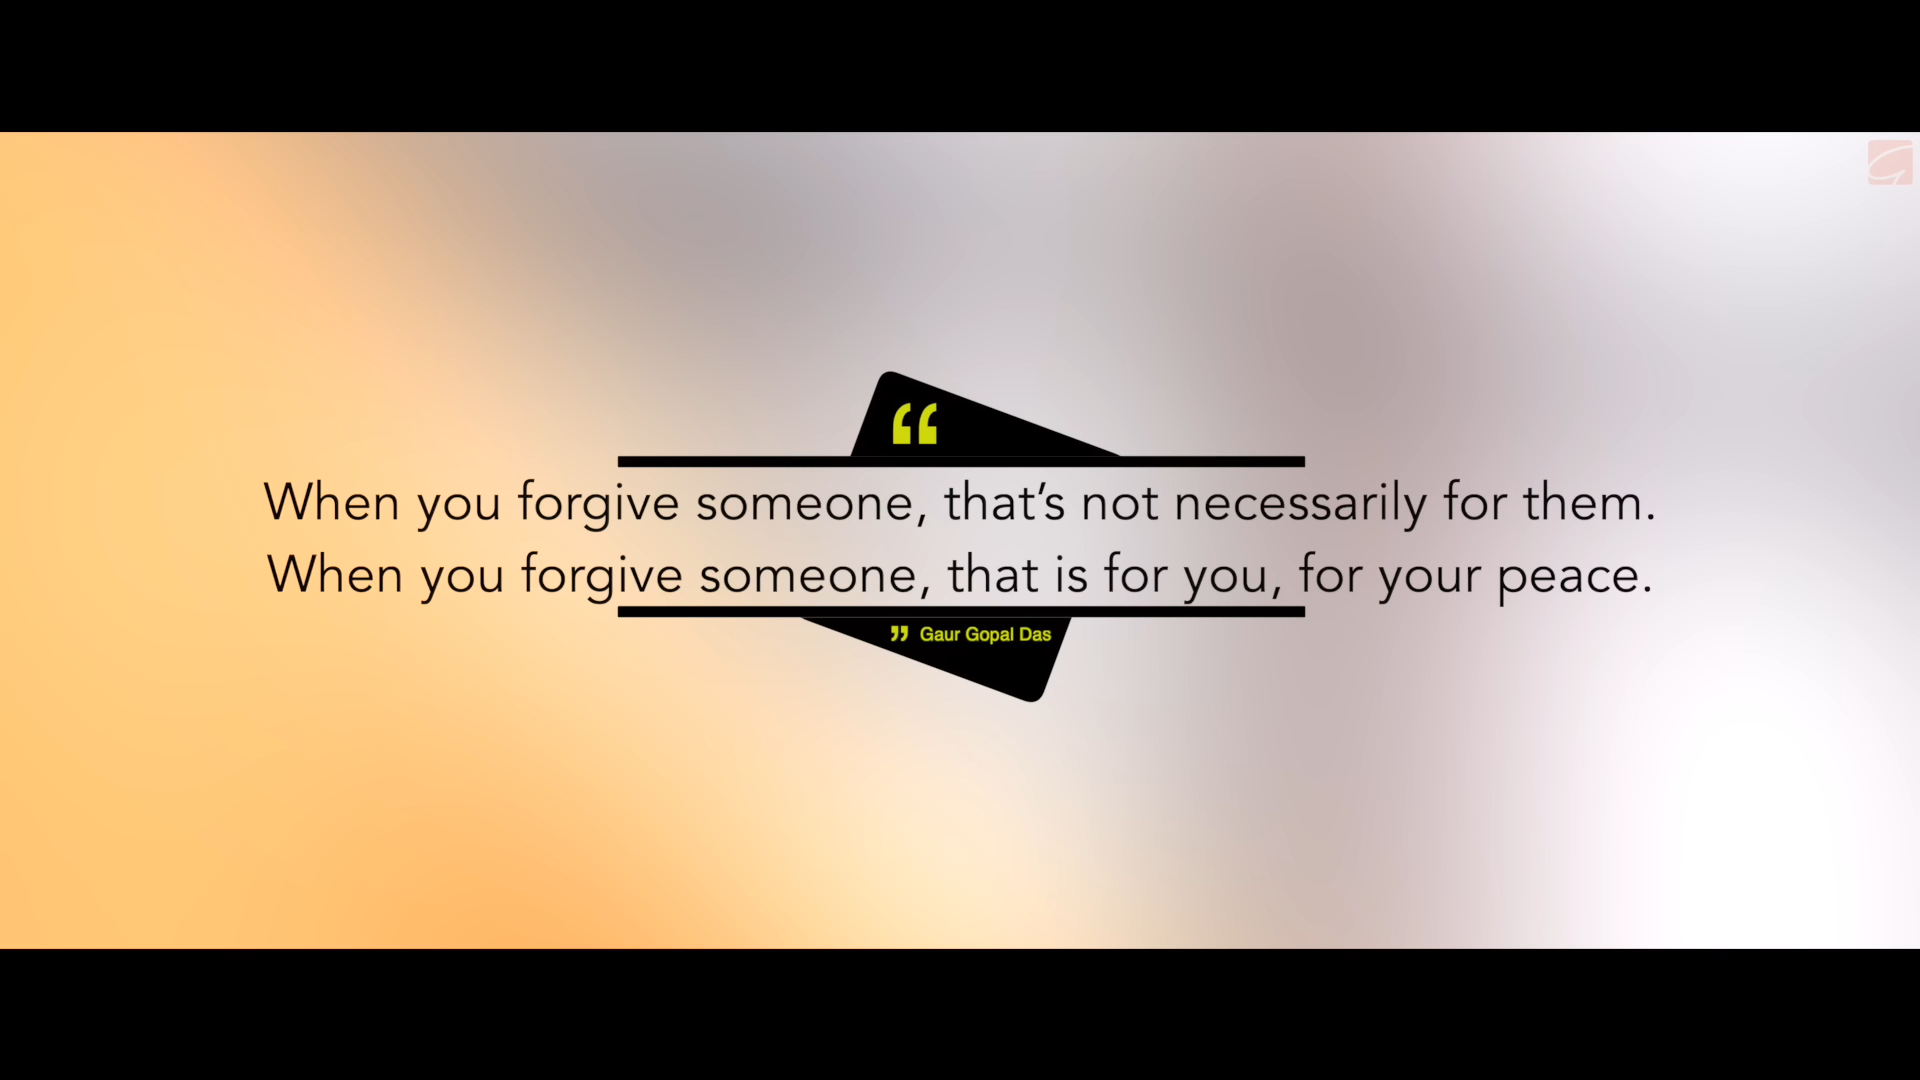 “
When you forgive someone, that’s not necessarily for them.
When you forgive someone, that is for you, for your peace.
” Gaur Gopal Das